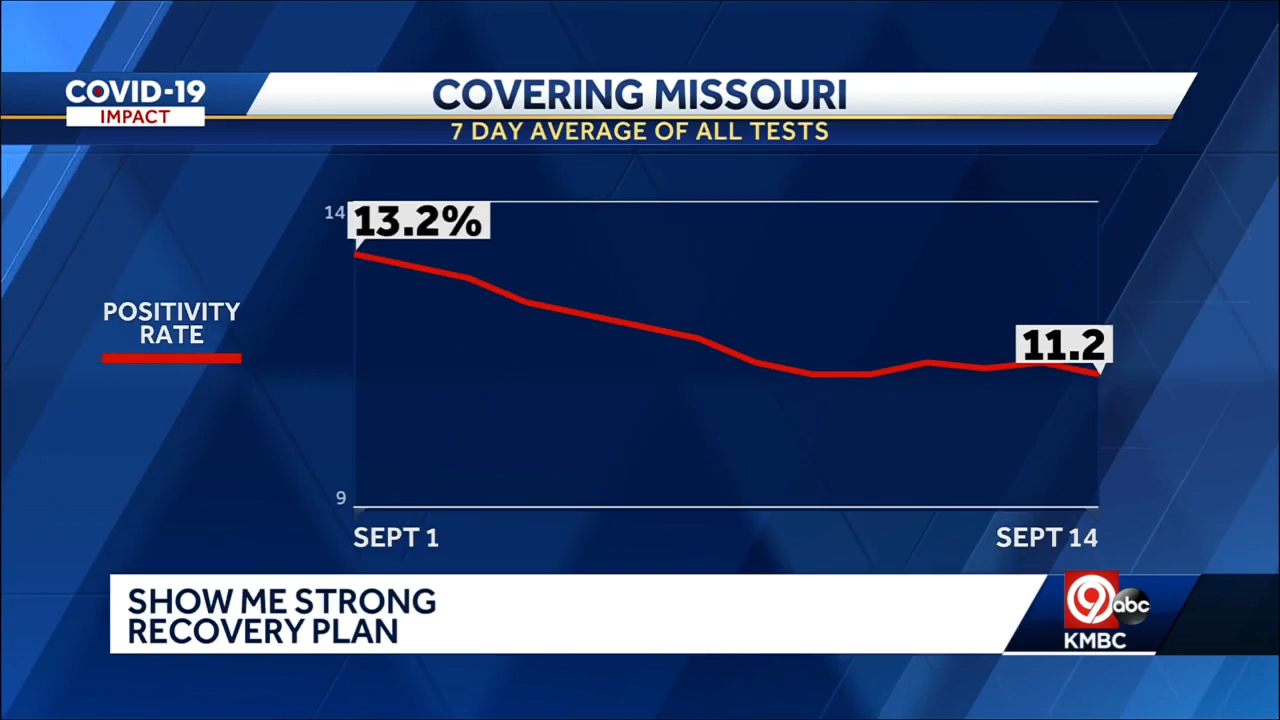 COVID-19
IMPACT
COVERING MISSOURI
7 DAY AVERAGE OF ALL TESTS
14
13.2%
POSITIVITY
RATE
11.2
9
SEPT 1
SEPT 14
SHOW ME STRONG
RECOVERY PLAN
9
abc
KMBC